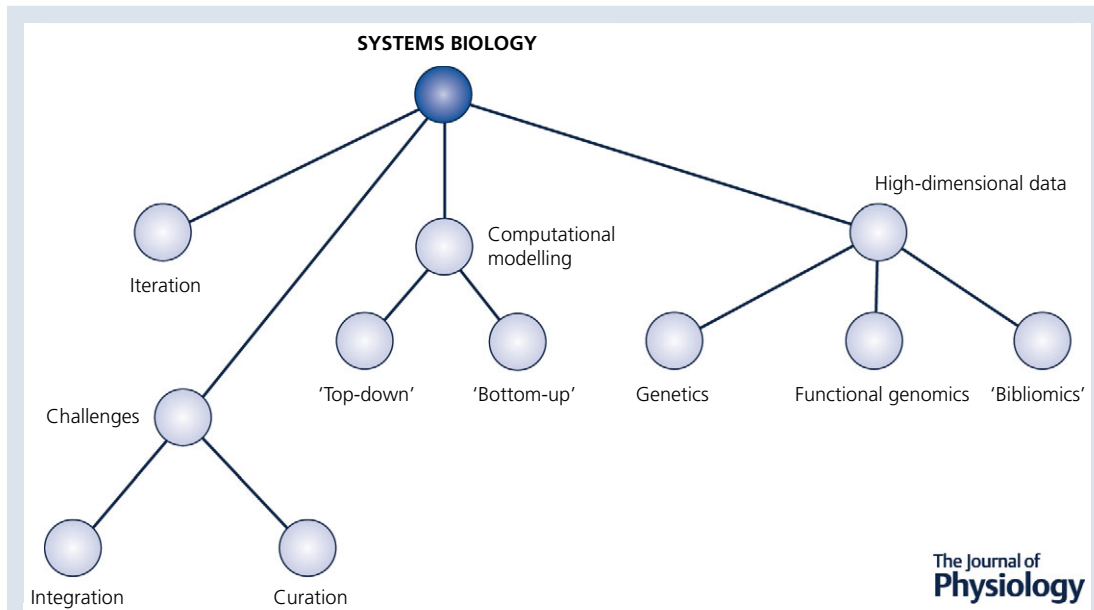 SYSTEMS BIOLOGY
High-dimensional data
Computational
modelling
Iteration
‘Top-down’
‘Bottom-up’
Genetics
Functional genomics
‘Bibliomics’
Challenges
Integration
Curation
The Journal of
Physiology